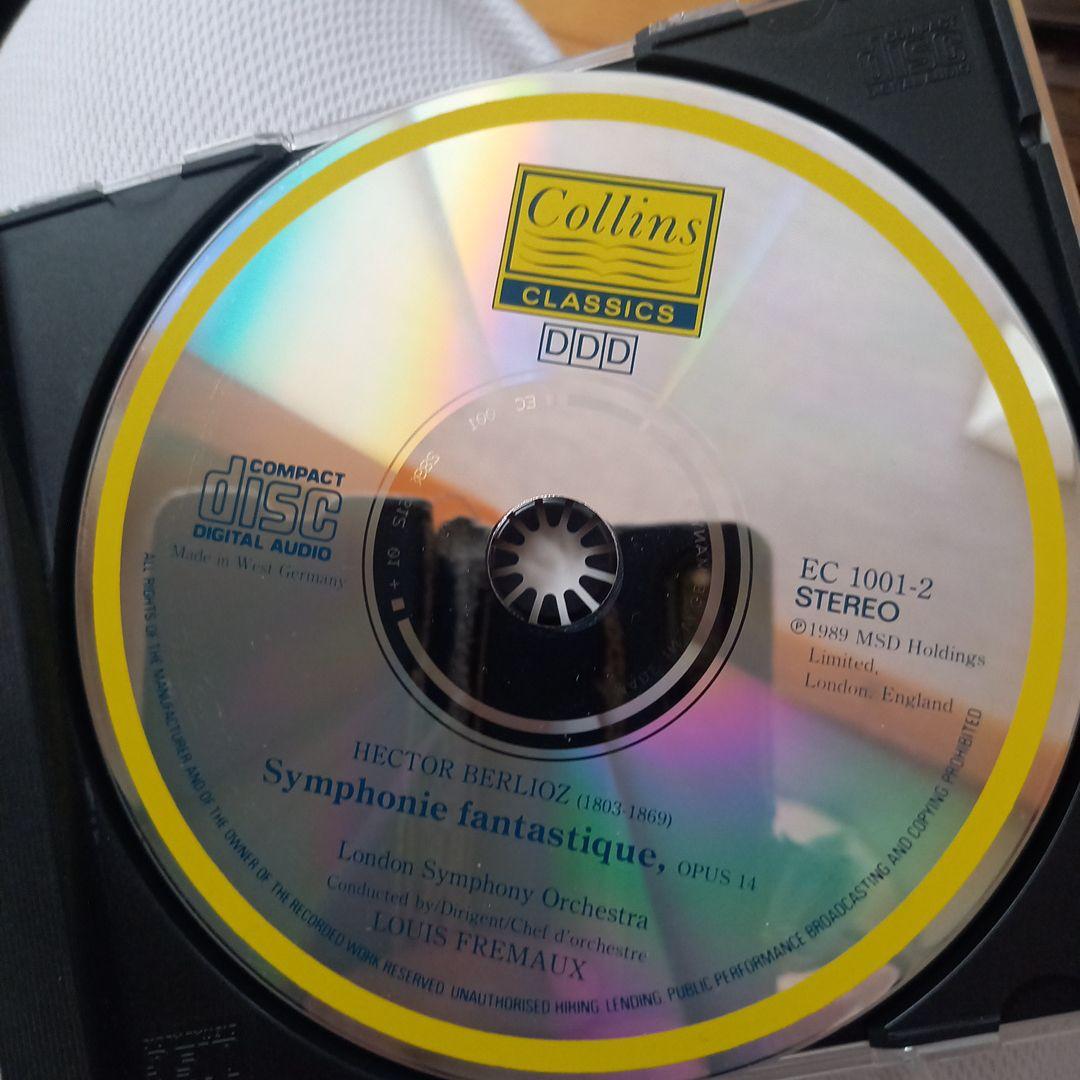 Collins
CLASSICS
DDD
COMPACT
disc
DIGITAL AUDIO
Made in West Germany
EC 1001-2
STEREO
℗1989 MSD Holdings
Limited,
London, England
HECTOR BERLIOZ (1803-1869)
Symphonie fantastique, OPUS 14
London Symphony Orchestra
Conducted by/Dirigent/Chef d'orchestre
LOUIS FREMAUX
ALL RIGHTS OF THE MANUFACTURER AND OF THE OWNER OF THE RECORDED WORK RESERVED UNAUTHORISED HIRING LENDING PUBLIC PERFORMANCE BROADCASTING AND COPYING PROHIBITED
disc